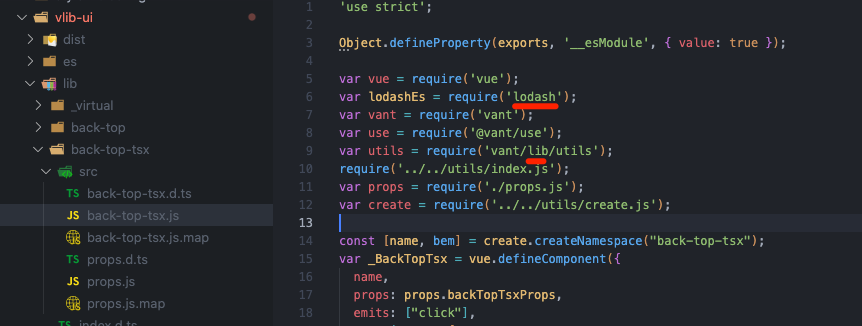 vlib-ui
dist
es
lib
_virtual
back-top
back-top-tsx
src
TS back-top-tsx.d.ts
JS back-top-tsx.js
back-top-tsx.js.map
TS props.d.ts
JS props.js
props.js.map
TS index.d.ts
1 'use strict';
2
3 Object.defineProperty(exports, '__esModule', { value: true });
4
5 var vue = require('vue');
6 var lodashEs = require('lodash');
7 var vant = require('vant');
8 var use = require('@vant/use');
9 var utils = require('vant/lib/utils');
10 require('../../utils/index.js');
11 var props = require('./props.js');
12 var create = require('../../utils/create.js');
13
14 const [name, bem] = create.createNamespace("back-top-tsx");
15 var _BackTopTsx = vue.defineComponent({
16 name,
17 props: props.backTopTsxProps,
18 emits: ["click"],